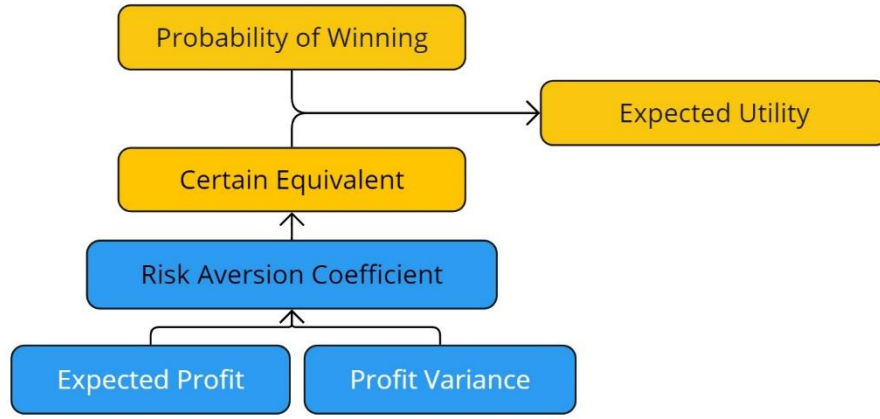 Probability of Winning
Expected Utility
Certain Equivalent
Risk Aversion Coefficient
Expected Profit
Profit Variance